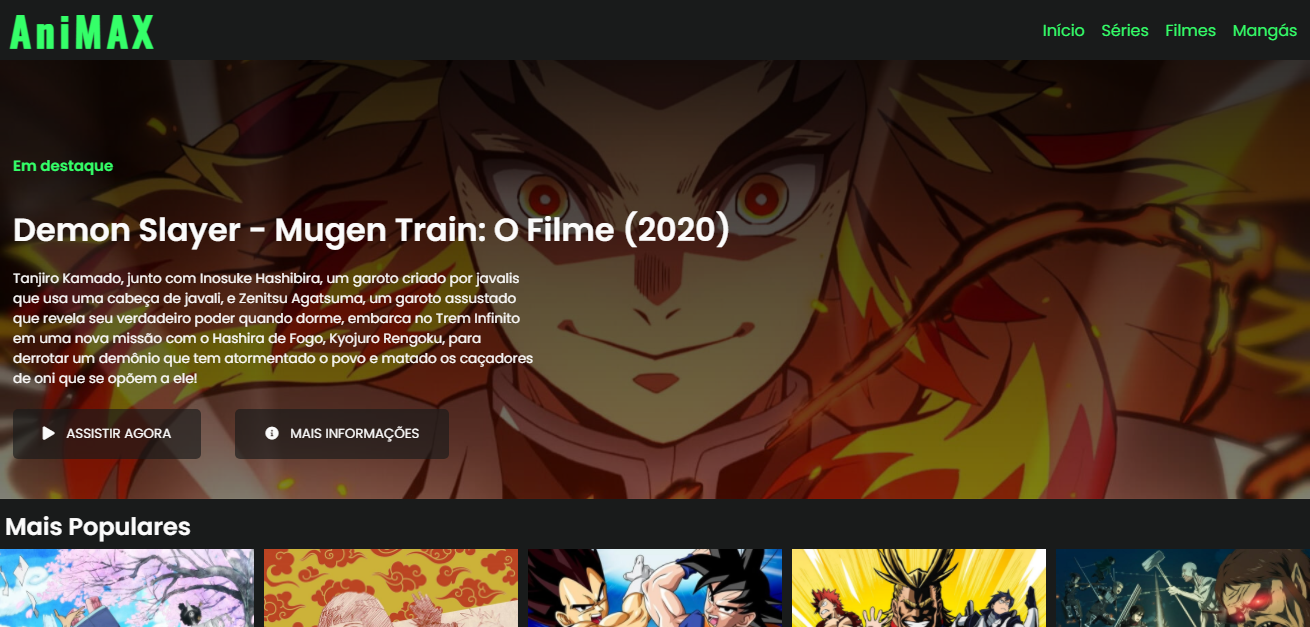 AniMAX
Início Séries Filmes Mangás
Em destaque
Demon Slayer - Mugen Train: O Filme (2020)
Tanjiro Kamado, junto com Inosuke Hashibira, um garoto criado por javalis
que usa uma cabeça de javali, e Zenitsu Agatsuma, um garoto assustado
que revela seu verdadeiro poder quando dorme, embarca no Trem Infinito
em uma nova missão com o Hashira de Fogo, Kyojuro Rengoku, para
derrotar um demônio que tem atormentado o povo e matado os caçadores
de oni que se opõem a ele!
ASSISTIR AGORA
MAIS INFORMAÇÕES
Mais Populares